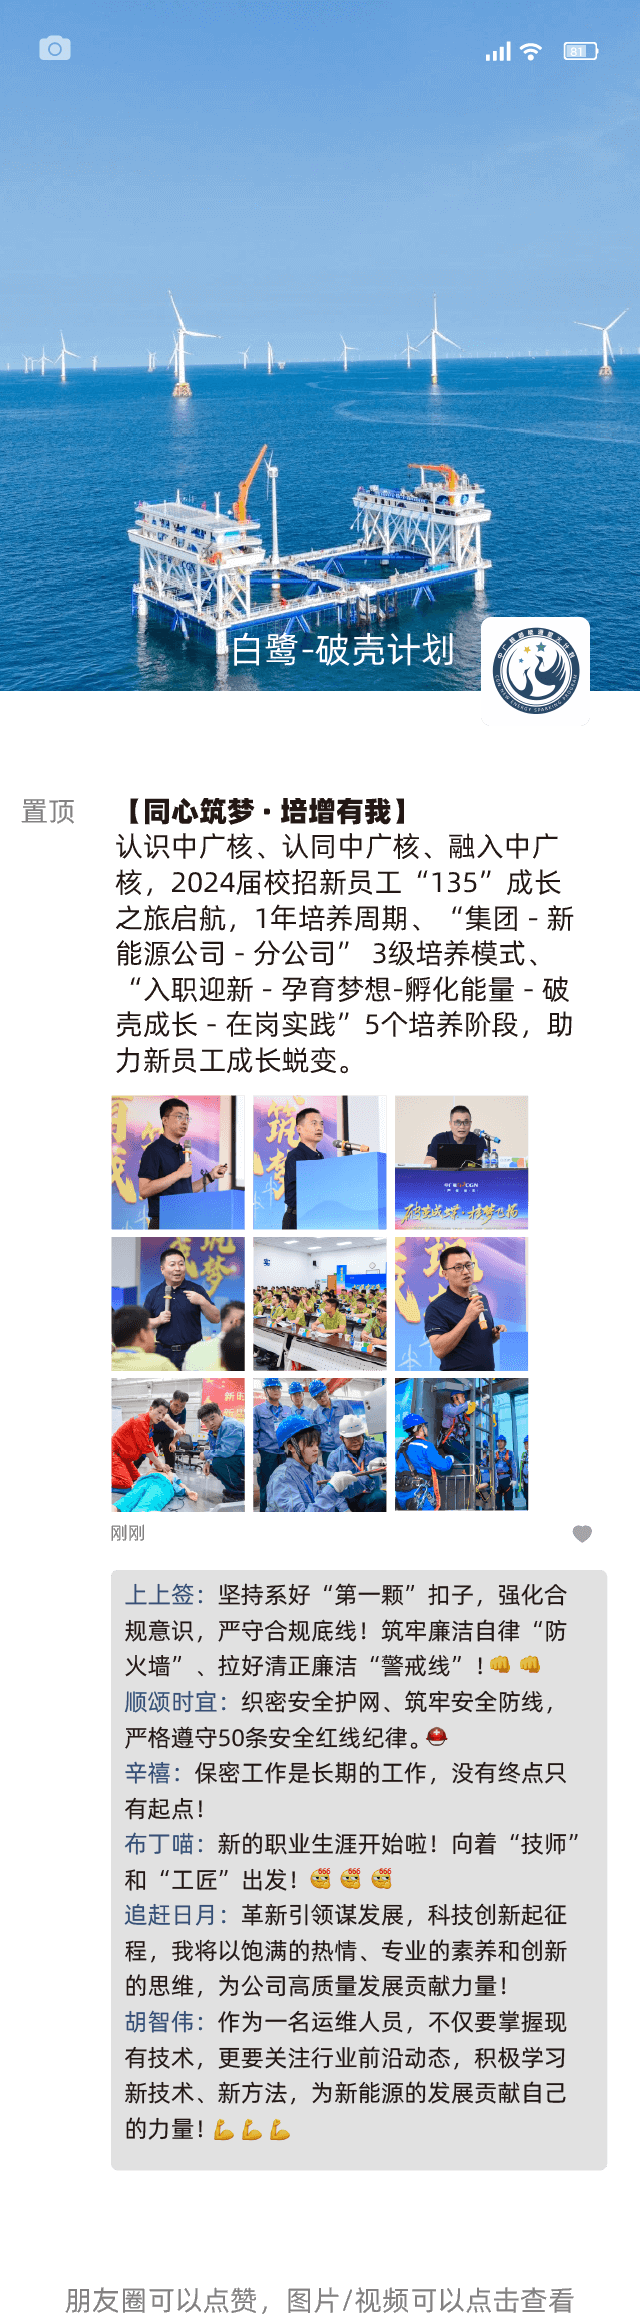 81
白鹭-破壳计划
CGN NEW ENERGY SPARKING PROGRAM
置顶
【同心筑梦·培增有我】
认识中广核、认同中广核、融入中广
核，2024届校招新员工“135”成长
之旅启航，1年培养周期、“集团－新
能源公司－分公司” 3级培养模式、
“入职迎新－孕育梦想-孵化能量－破
壳成长－在岗实践”5个培养阶段，助
力新员工成长蜕变。
筑
梦
中广核 CGN
刚刚
上上签：坚持系好“第一颗”扣子，强化合
规意识，严守合规底线！筑牢廉洁自律“防
火墙”、拉好清正廉洁“警戒线”！👊 👊
顺颂时宜：织密安全护网、筑牢安全防线，
严格遵守50条安全红线纪律。⛑
辛禧：保密工作是长期的工作，没有终点只
有起点！
布丁喵：新的职业生涯开始啦！向着“技师”
和“工匠”出发！666 666 666
追赶日月：革新引领谋发展，科技创新起征
程，我将以饱满的热情、专业的素养和创新
的思维，为公司高质量发展贡献力量！
胡智伟：作为一名运维人员，不仅要掌握现
有技术，更要关注行业前沿动态，积极学习
新技术、新方法，为新能源的发展贡献自己
的力量！💪💪💪
朋友圈可以点赞，图片/视频可以点击查看